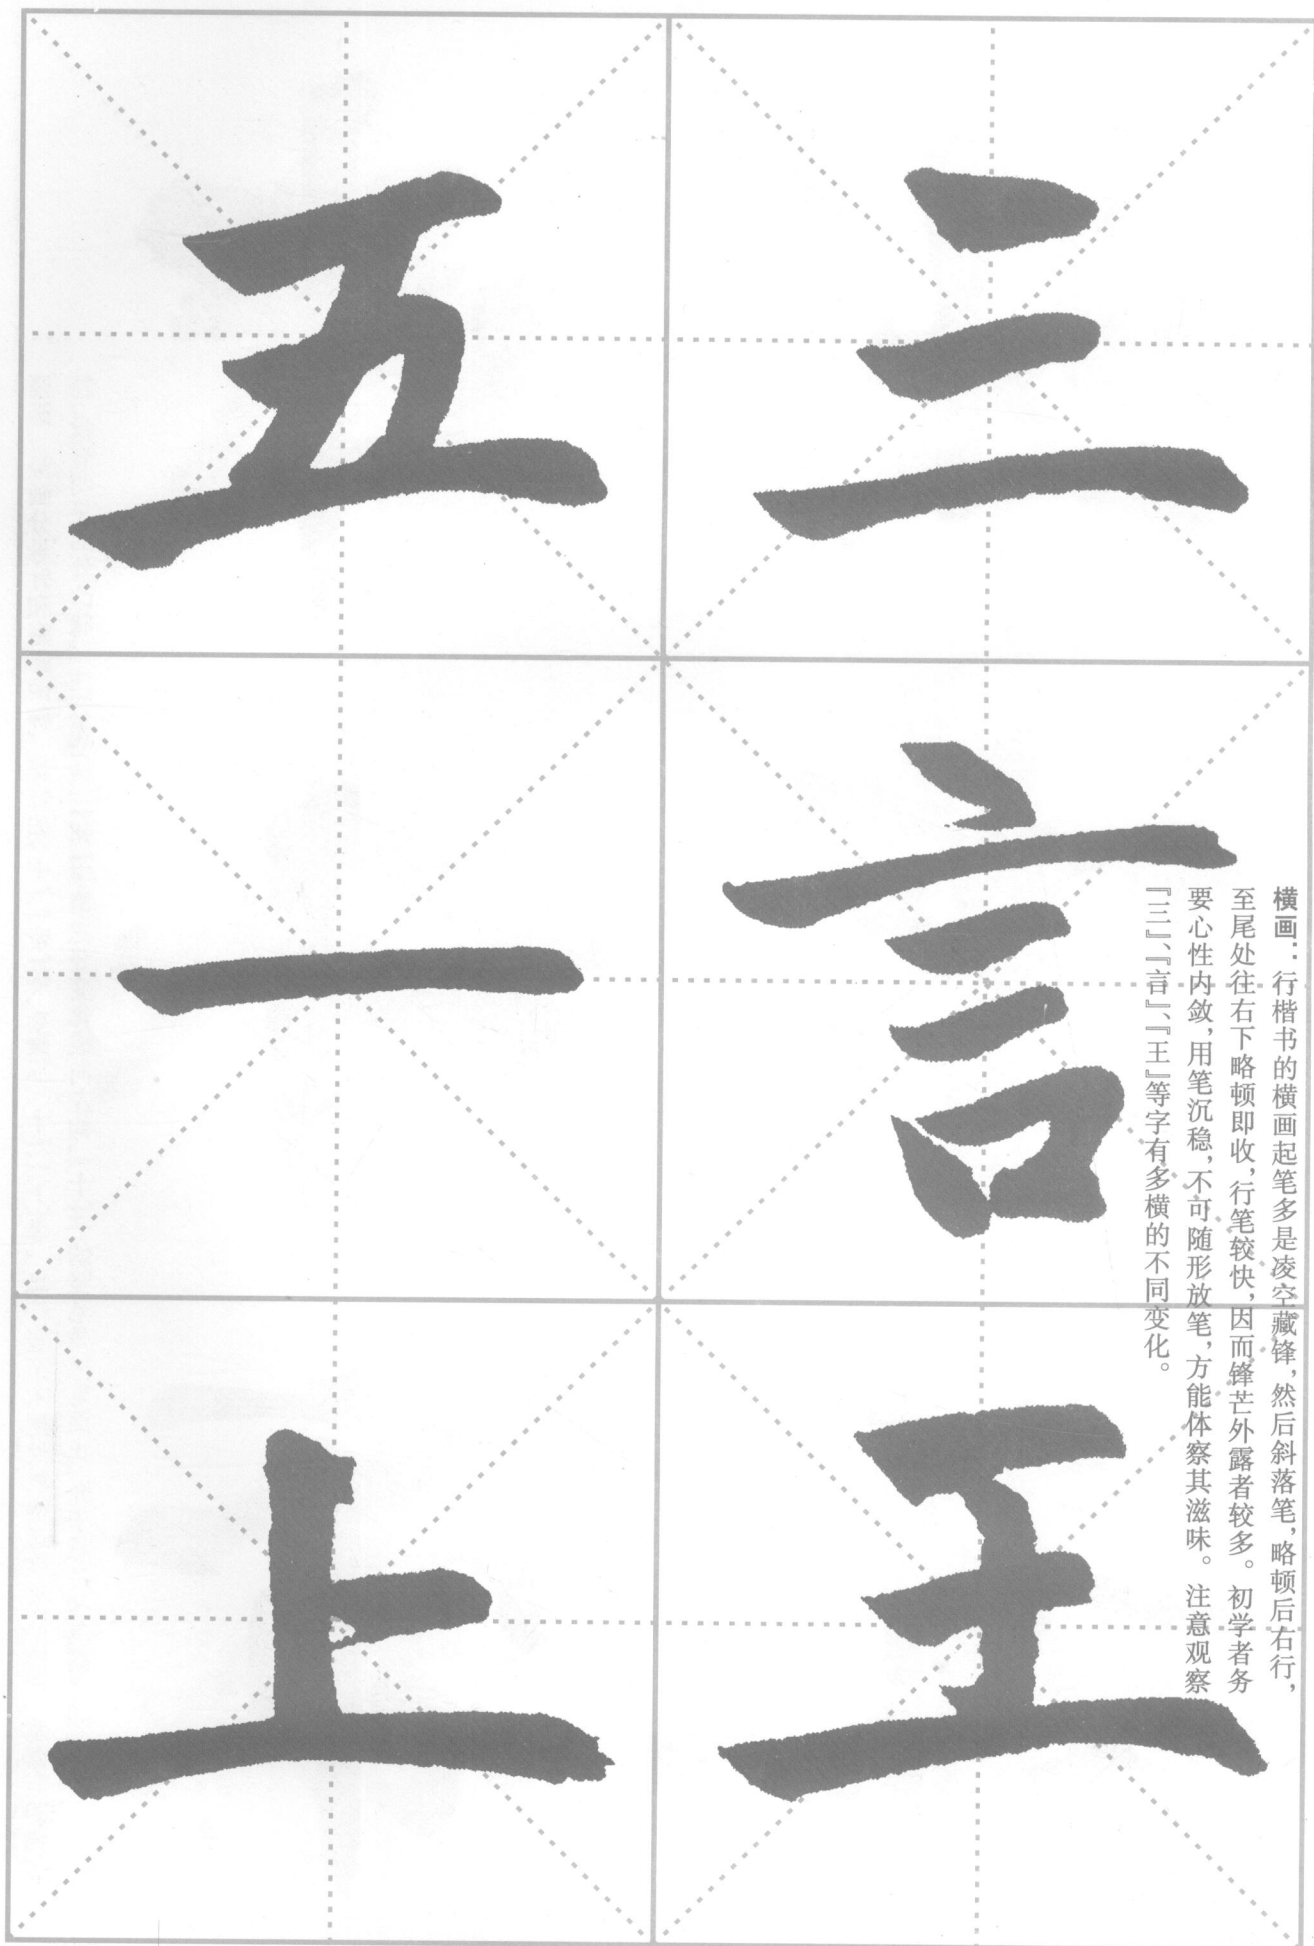 横画：行楷书的横画起笔多是凌空藏锋，然后斜落笔，略顿后右行，
至尾处往右下略顿即收，行笔较快，因而锋芒外露者较多。初学者务
要心性内敛，用笔沉稳，不可随形放笔，方能体察其滋味。注意观察
『三』、『言』、『王』等字有多横的不同变化。
三
言
王
五
一
上